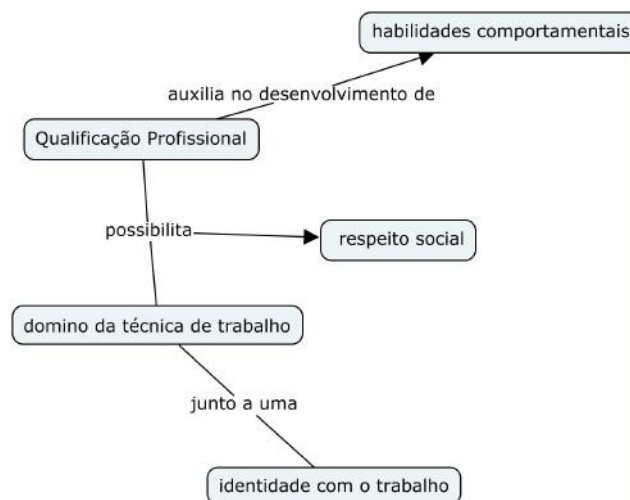 habilidades comportamentais
auxilia no desenvolvimento de
Qualificação Profissional
possibilita
respeito social
domino da técnica de trabalho
junto a uma
identidade com o trabalho